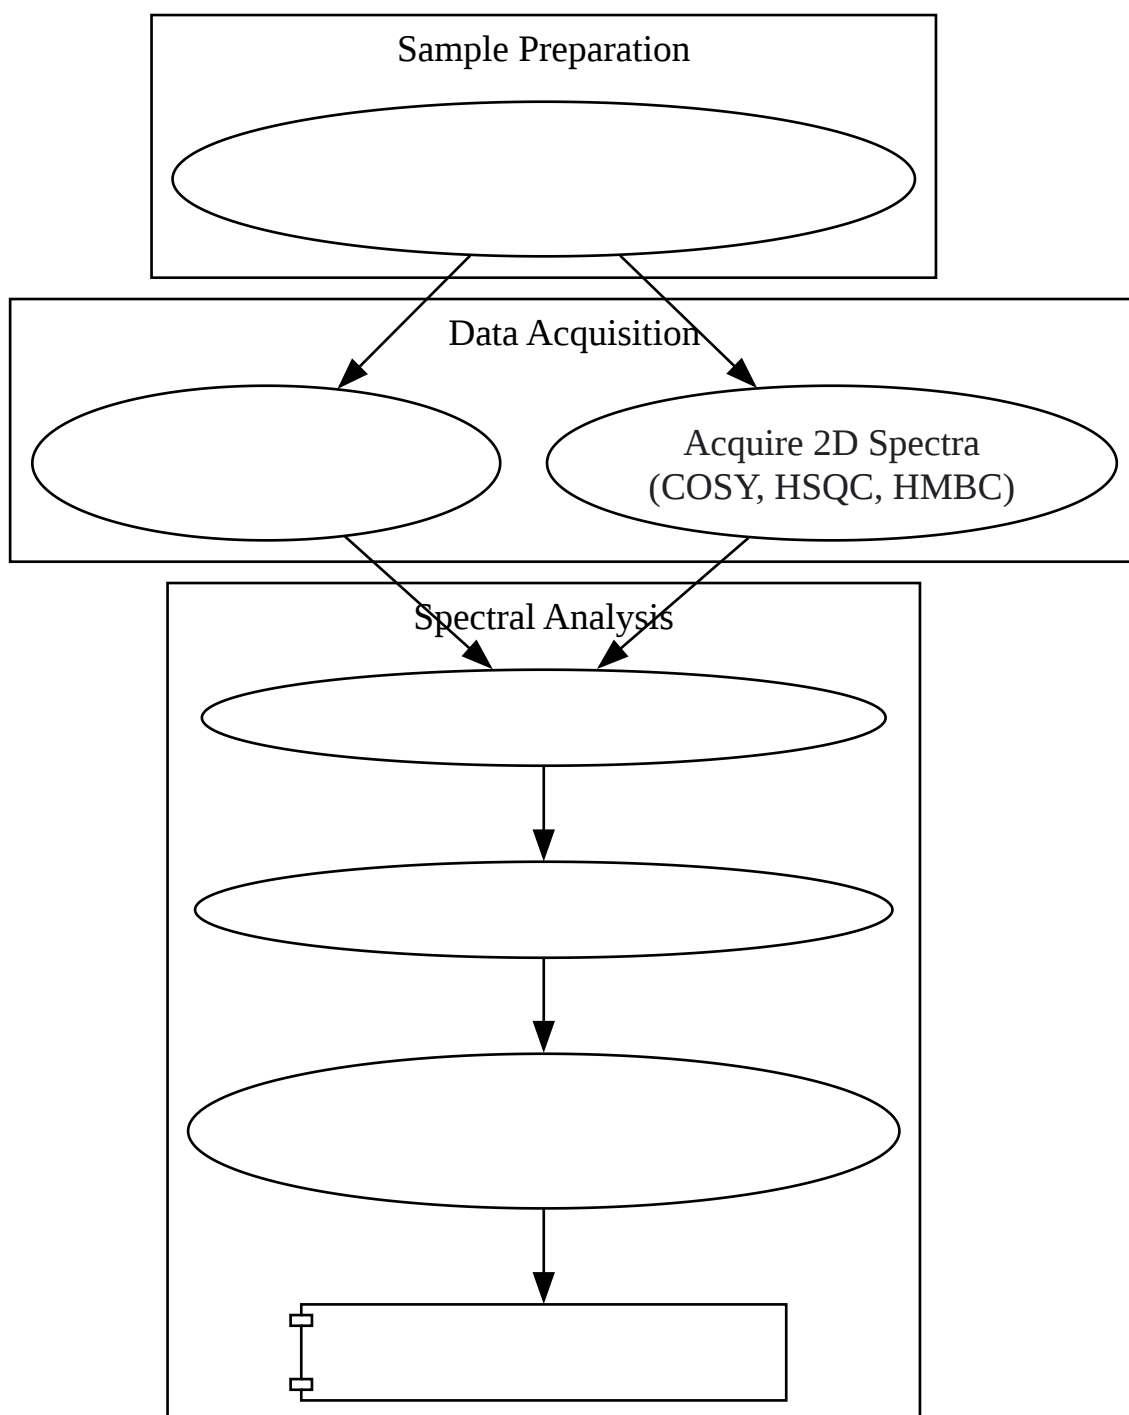 Sample Preparation
Data Acquisition
Acquire 2D Spectra
(COSY, HSQC, HMBC)
Spectral Analysis